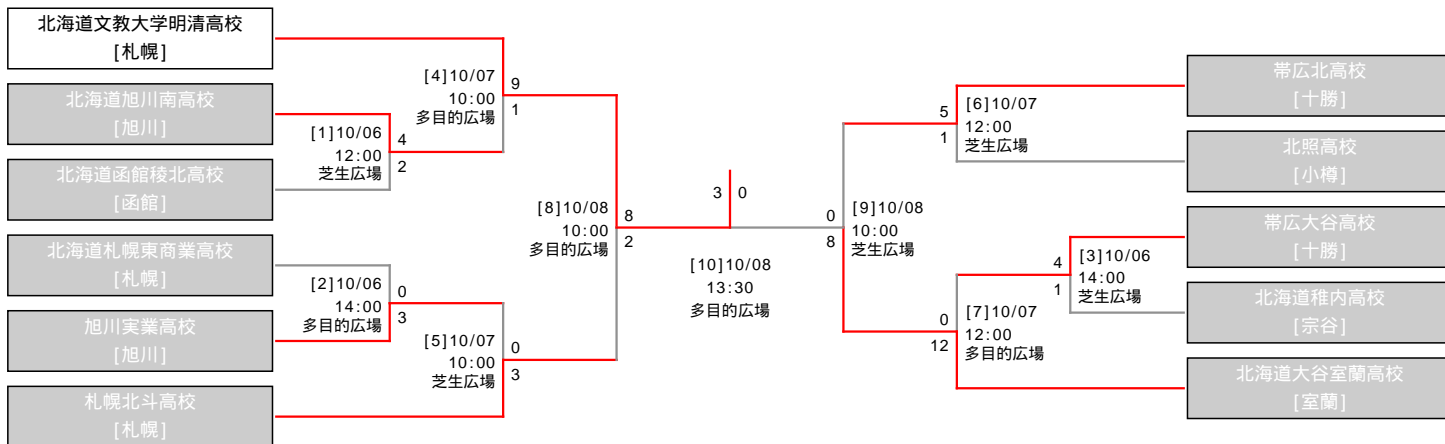 北海道文教大学明清高校
[札幌]
北海道旭川南高校
[旭川]
北海道函館稜北高校
[函館]
北海道札幌東商業高校
[札幌]
旭川実業高校
[旭川]
札幌北斗高校
[札幌]
[1]10/06
12:00
芝生広場
4
2
[2]10/06
14:00
多目的広場
0
3
[4]10/07
10:00
多目的広場
9
1
[5]10/07
10:00
芝生広場
0
3
[8]10/08
10:00
多目的広場
8
2
3
0
[10]10/08
13:30
多目的広場
0
8
[9]10/08
10:00
芝生広場
5
1
[6]10/07
12:00
芝生広場
0
12
[7]10/07
12:00
多目的広場
4
1
[3]10/06
14:00
芝生広場
帯広北高校
[十勝]
北照高校
[小樽]
帯広大谷高校
[十勝]
北海道稚内高校
[宗谷]
北海道大谷室蘭高校
[室蘭]